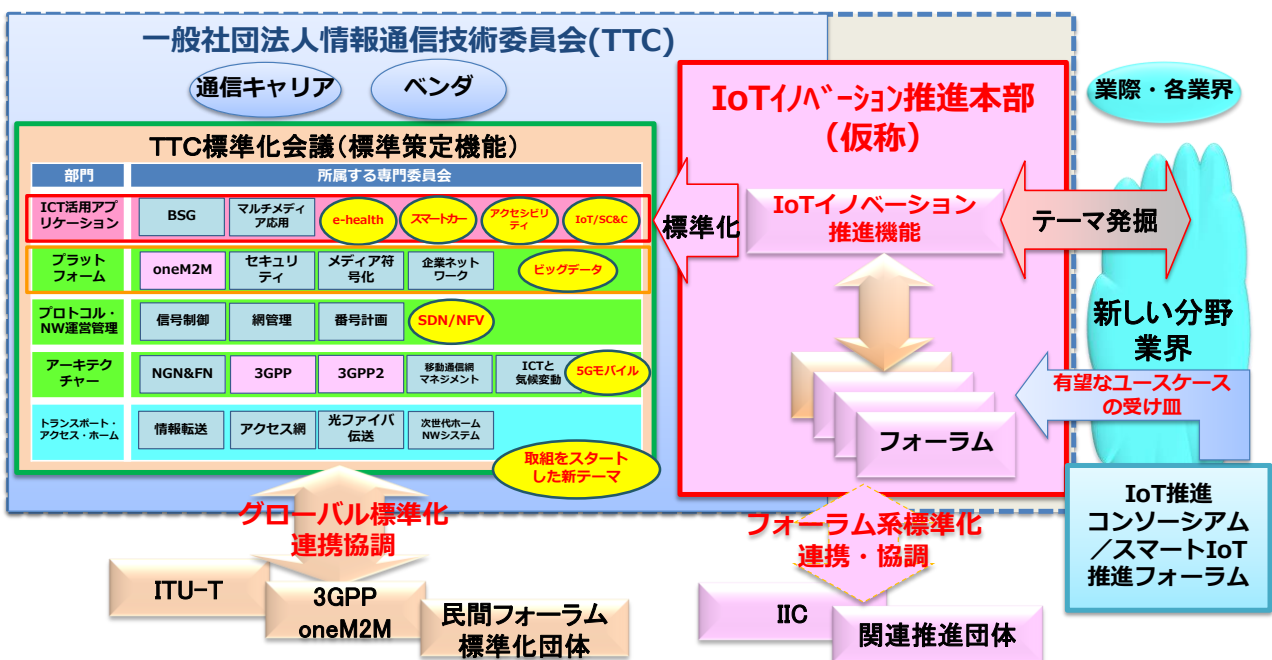 一般社団法人情報通信技術委員会(TTC)
通信キャリア
ベンダ
TTC標準化会議(標準策定機能)
部門
所属する専門委員会
ICT活用アプ
リケーション
BSG
マルチメディ
ア応用
e-health
スマートカー
アクセシビリ
ティ
IoT/SC&C
プラット
フォーム
oneM2M
セキュリ
ティ
メディア符
号化
企業ネット
ワーク
ビッグデータ
プロトコル・
NW運営管理
信号制御
網管理
番号計画
SDN/NFV
アーキテク
チャー
NGN&FN
3GPP
3GPP2
移動通信網
マネジメント
ICTと
気候変動
5Gモバイル
トランスポート・
アクセス・ホーム
情報転送
アクセス網
光ファイバ
伝送
次世代ホーム
NWシステム
取組をスタート
した新テーマ
IoTイノベーション推進本部
(仮称)
標準化
IoTイノベーション
推進機能
テーマ発掘
業際・各業界
新しい分野
業界
有望なユースケース
の受け皿
フォーラム
IoT推進
コンソーシアム
/スマートIoT
推進フォーラム
グローバル標準化
連携協調
ITU-T
3GPP
oneM2M
民間フォーラム
標準化団体
フォーラム系標準化
連携・協調
IIC
関連推進団体